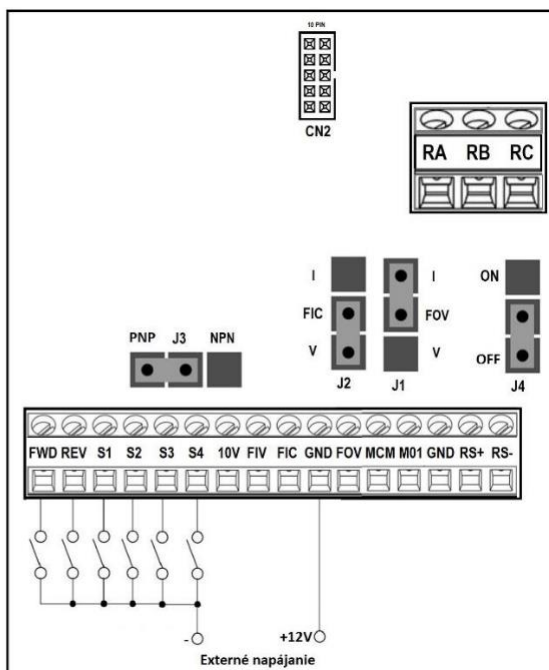 10 PIN
CN2
RA RB RC
I I ON
FIC FOV
PNP J3 NPN
V V OFF
J2 J1 J4
FWD REV S1 S2 S3 S4 10V FIV FIC GND FOV MCM M01 GND RS+ RS-
- +12V
Externé napájanie